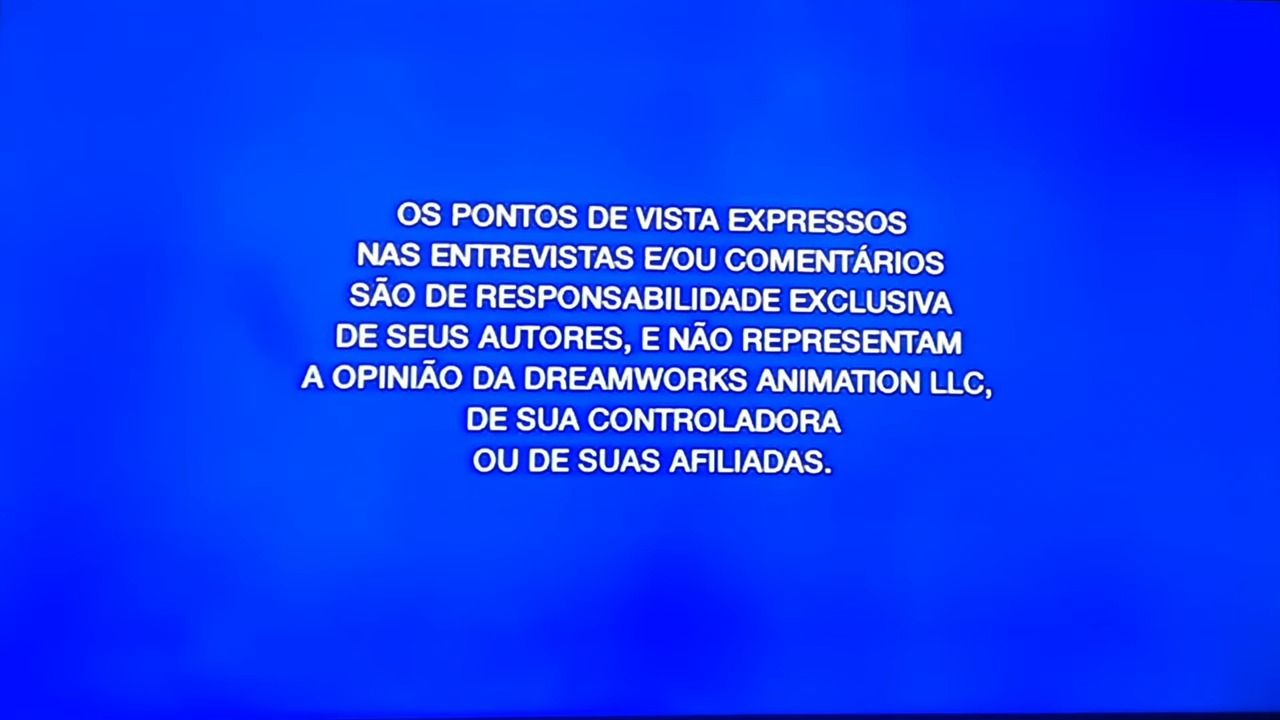 OS PONTOS DE VISTA EXPRESSOS
NAS ENTREVISTAS E/OU COMENTÁRIOS
SÃO DE RESPONSABILIDADE EXCLUSIVA
DE SEUS AUTORES, E NÃO REPRESENTAM
A OPINIÃO DA DREAMWORKS ANIMATION LLC,
DE SUA CONTROLADORA
OU DE SUAS AFILIADAS.